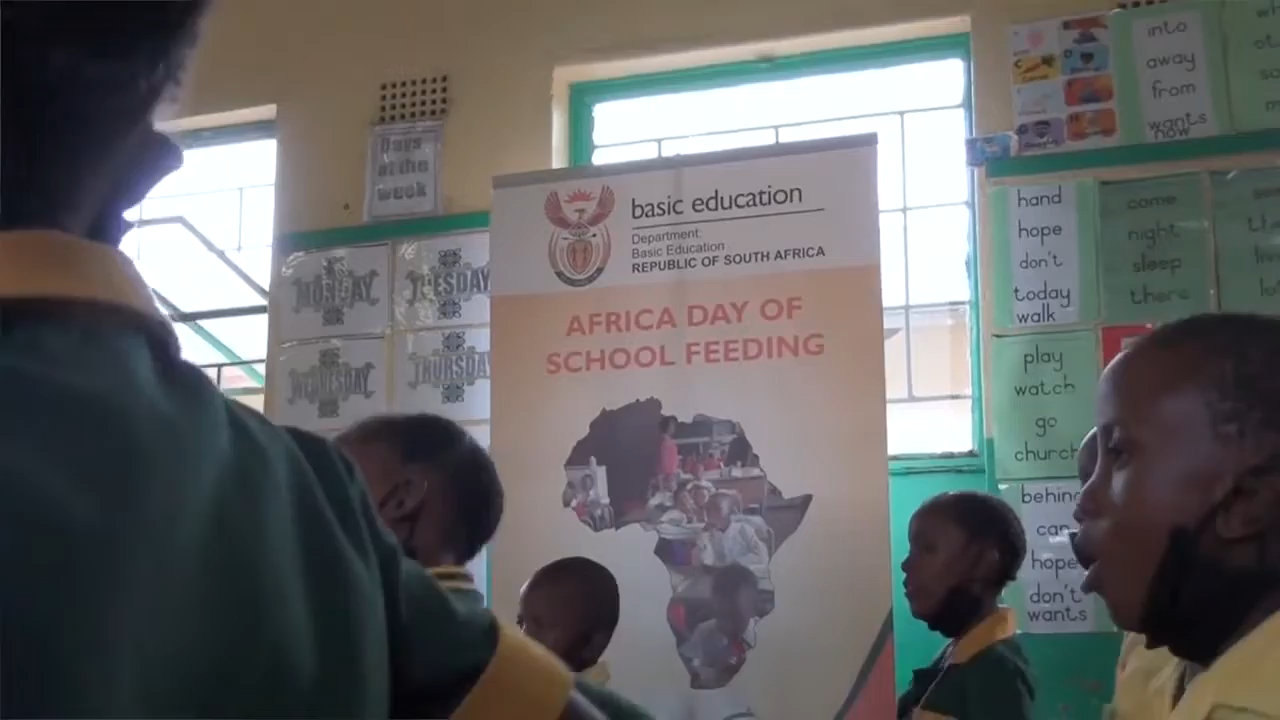 Days
of the
week
MONDAY
TUESDAY
WEDNESDAY
THURSDAY
basic education
Department:
Basic Education
REPUBLIC OF SOUTH AFRICA
AFRICA DAY OF
SCHOOL FEEDING
into
away
from
wants
now
hand
hope
don't
today
walk
come
night
sleep
there
play
watch
go
church
behind
can
hope
don't
wants